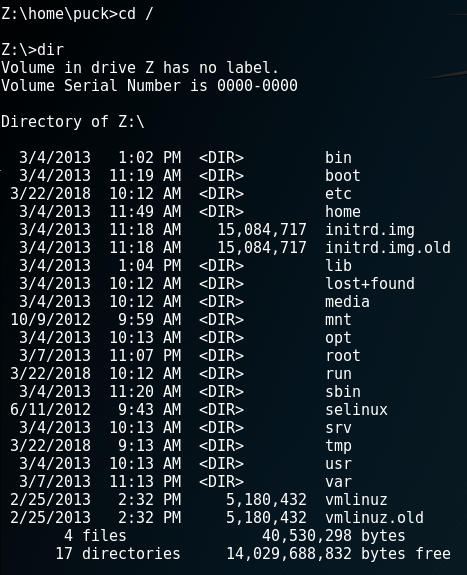 Z:\home\puck>cd /
Z:\>dir
Volume in drive Z has no label.
Volume Serial Number is 0000-0000
Directory of Z:\
3/4/2013 1:02 PM <DIR> bin
3/4/2013 11:19 AM <DIR> boot
3/22/2018 10:12 AM <DIR> etc
3/4/2013 11:49 AM <DIR> home
3/4/2013 11:18 AM 15,084,717 initrd.img
3/4/2013 11:18 AM 15,084,717 initrd.img.old
3/4/2013 1:04 PM <DIR> lib
3/4/2013 10:12 AM <DIR> lost+found
3/4/2013 10:12 AM <DIR> media
10/9/2012 9:59 AM <DIR> mnt
3/4/2013 10:13 AM <DIR> opt
3/7/2013 11:07 PM <DIR> root
3/22/2018 10:12 AM <DIR> run
3/4/2013 11:20 AM <DIR> sbin
6/11/2012 9:43 AM <DIR> selinux
3/4/2013 10:13 AM <DIR> srv
3/22/2018 9:13 AM <DIR> tmp
3/4/2013 10:13 AM <DIR> usr
3/7/2013 11:13 PM <DIR> var
2/25/2013 2:32 PM 5,180,432 vmlinuz
2/25/2013 2:32 PM 5,180,432 vmlinuz.old
4 files 40,530,298 bytes
17 directories 14,029,688,832 bytes free